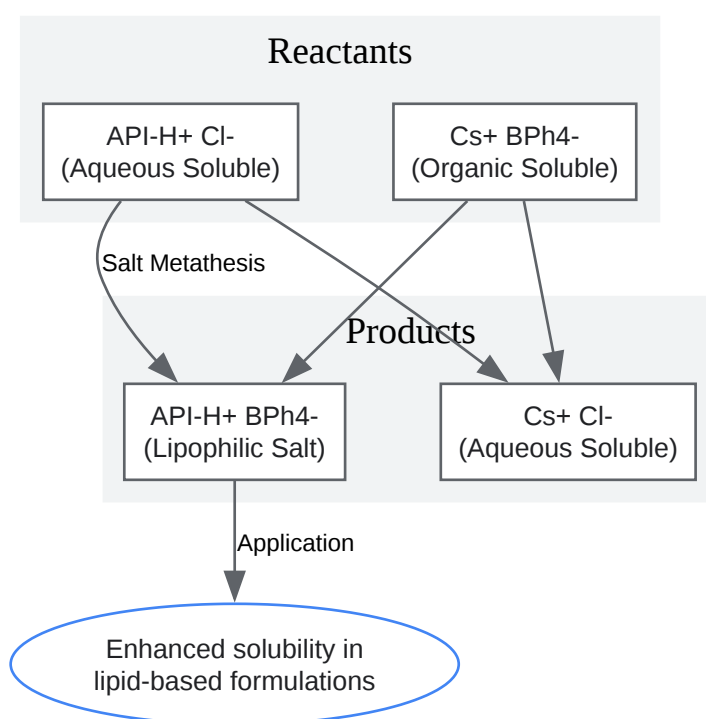 Reactants
API-H+ Cl-
(Aqueous Soluble)
Cs+ BPh4-
(Organic Soluble)
Salt Metathesis
Products
API-H+ BPh4-
(Lipophilic Salt)
Cs+ Cl-
(Aqueous Soluble)
Application
Enhanced solubility in
lipid-based formulations